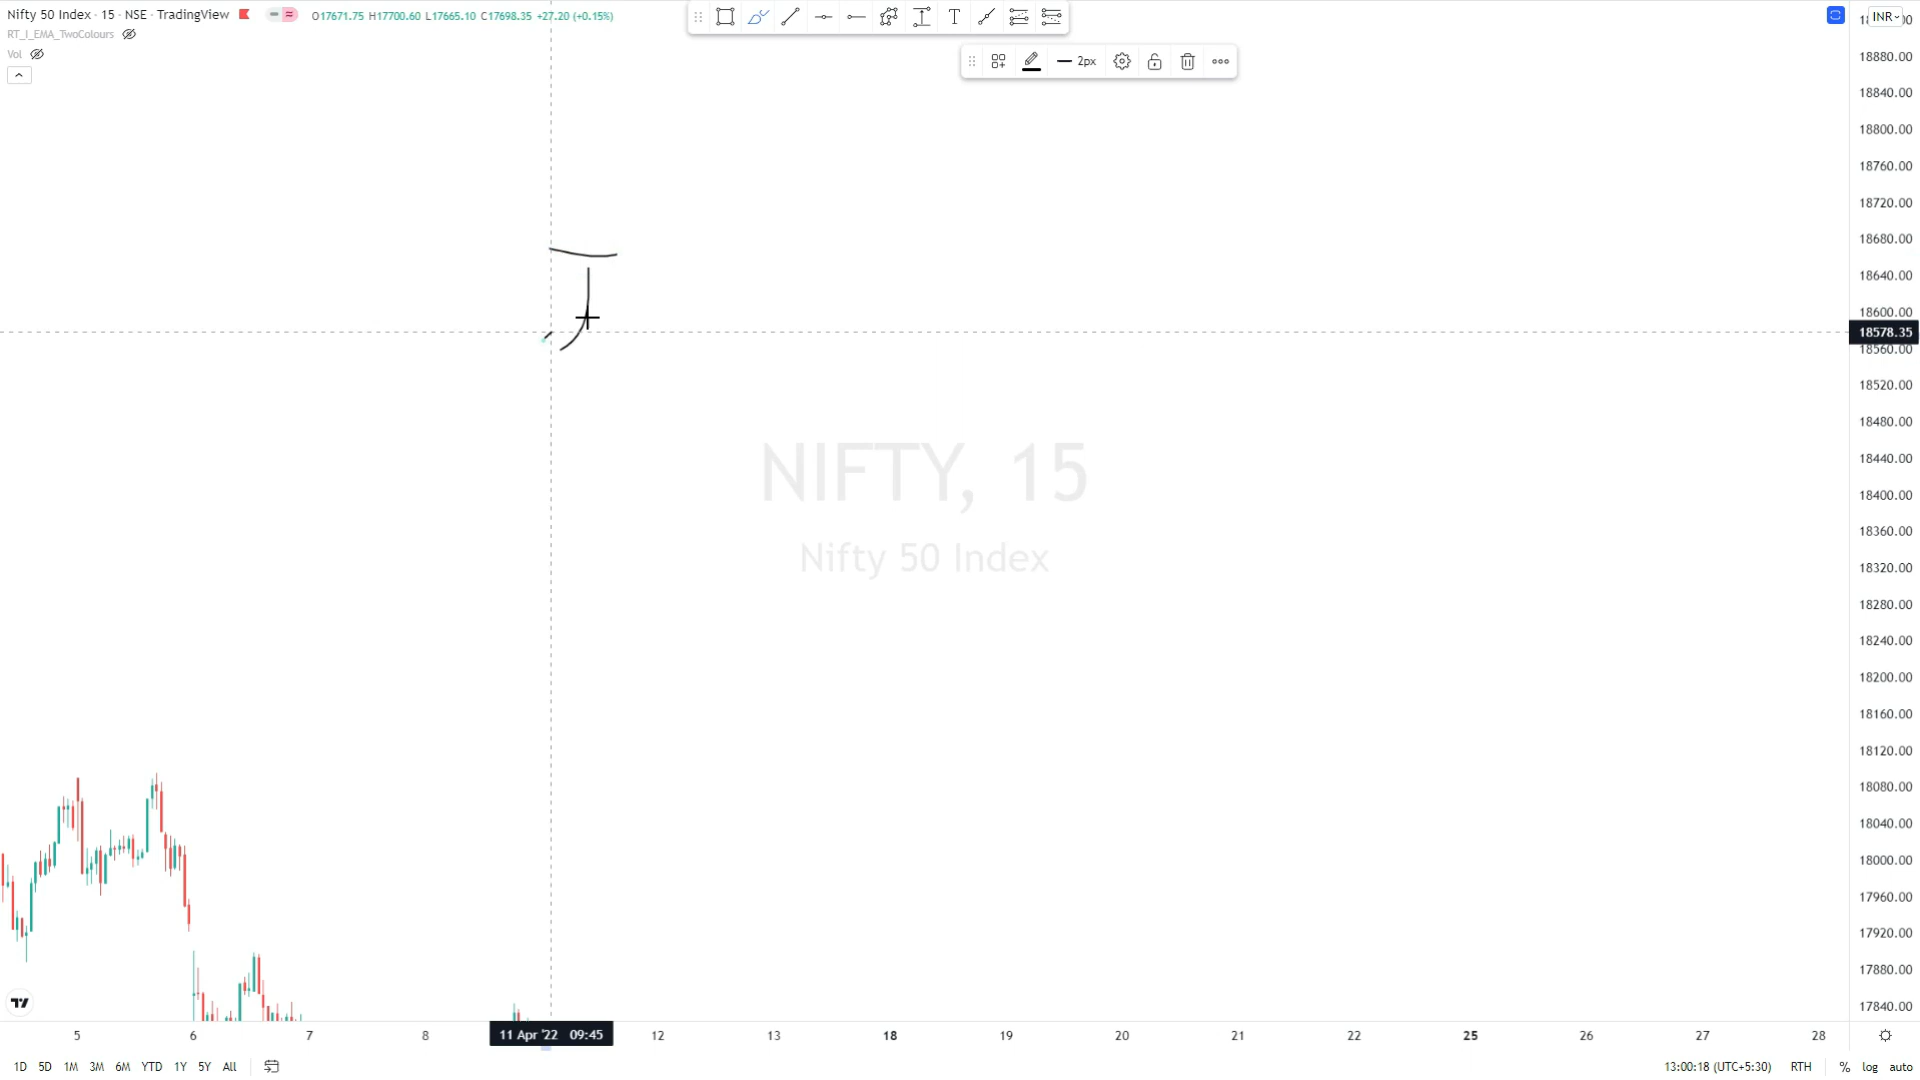 Nifty 50 Index · 15 · NSE · TradingView O17671.75 H17700.60 L17665.10 C17698.35 +27.20 (+0.15%)
RT_I_EMA_TwoColours
Vol
T
2px
INR
18880.00
18840.00
18800.00
18760.00
18720.00
18680.00
18640.00
18600.00
18578.35
18560.00
18520.00
18480.00
18440.00
18400.00
18360.00
18320.00
18280.00
18240.00
18200.00
18160.00
18120.00
18080.00
18040.00
18000.00
17960.00
17920.00
17880.00
17840.00
NIFTY, 15
Nifty 50 Index
5 6 7 8 11 Apr '22 09:45 12 13 18 19 20 21 22 25 26 27 28
1D 5D 1M 3M 6M YTD 1Y 5Y All 13:00:18 (UTC+5:30) RTH % log auto